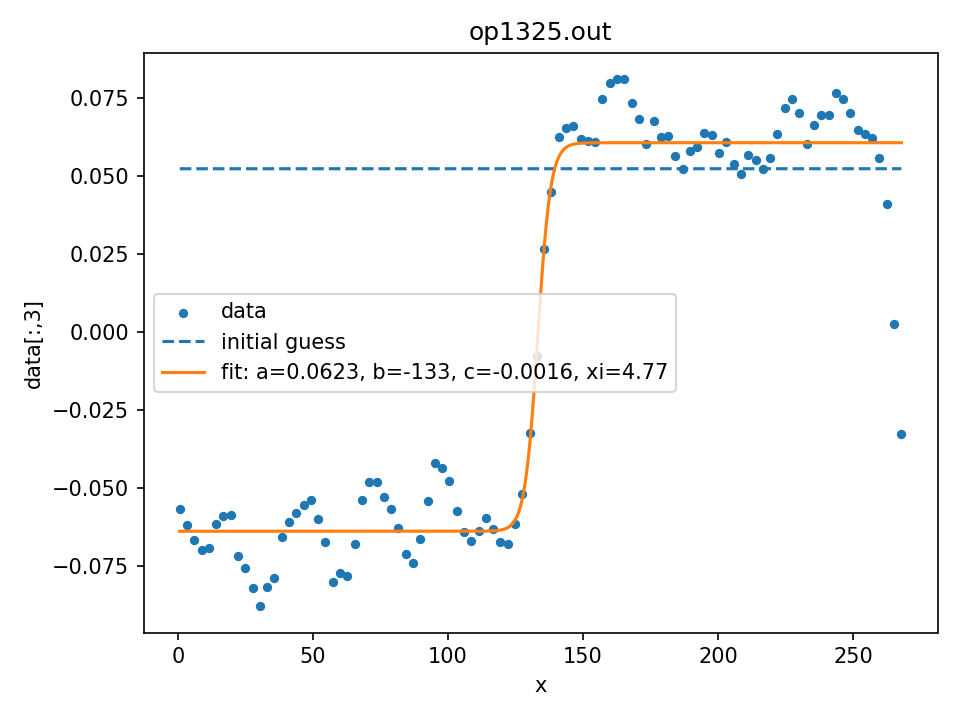 op1325.out
0.075
0.050
0.025
0.000
−0.025
−0.050
−0.075
data[:,3]
data
initial guess
fit: a=0.0623, b=-133, c=-0.0016, xi=4.77
0 50 100 150 200 250
x